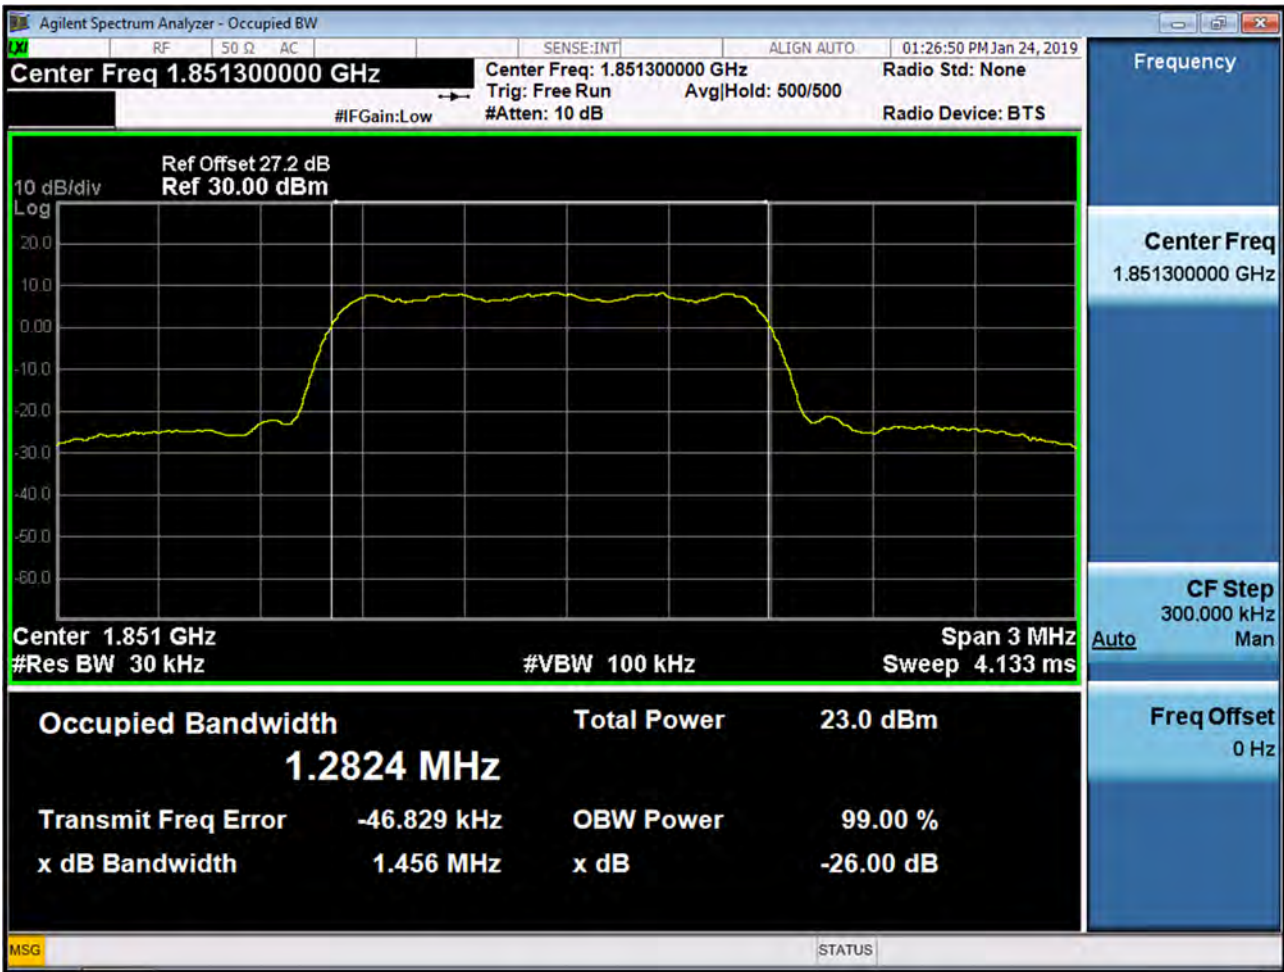 Agilent Spectrum Analyzer - Occupied BW
LXI RF 50 Ω AC SENSE:INT ALIGN AUTO 01:26:50 PM Jan 24, 2019
Center Freq 1.851300000 GHz
Center Freq: 1.851300000 GHz Radio Std: None
Trig: Free Run Avg|Hold: 500/500
#IFGain:Low #Atten: 10 dB Radio Device: BTS
Ref Offset 27.2 dB
10 dB/div Ref 30.00 dBm
Log
20.0
10.0
0.00
-10.0
-20.0
-30.0
-40.0
-50.0
-60.0
Center 1.851 GHz Span 3 MHz
#Res BW 30 kHz #VBW 100 kHz Sweep 4.133 ms
Occupied Bandwidth Total Power 23.0 dBm
1.2824 MHz
Transmit Freq Error -46.829 kHz OBW Power 99.00 %
x dB Bandwidth 1.456 MHz x dB -26.00 dB
Frequency
Center Freq
1.851300000 GHz
CF Step
300.000 kHz
Auto Man
Freq Offset
0 Hz
MSG STATUS